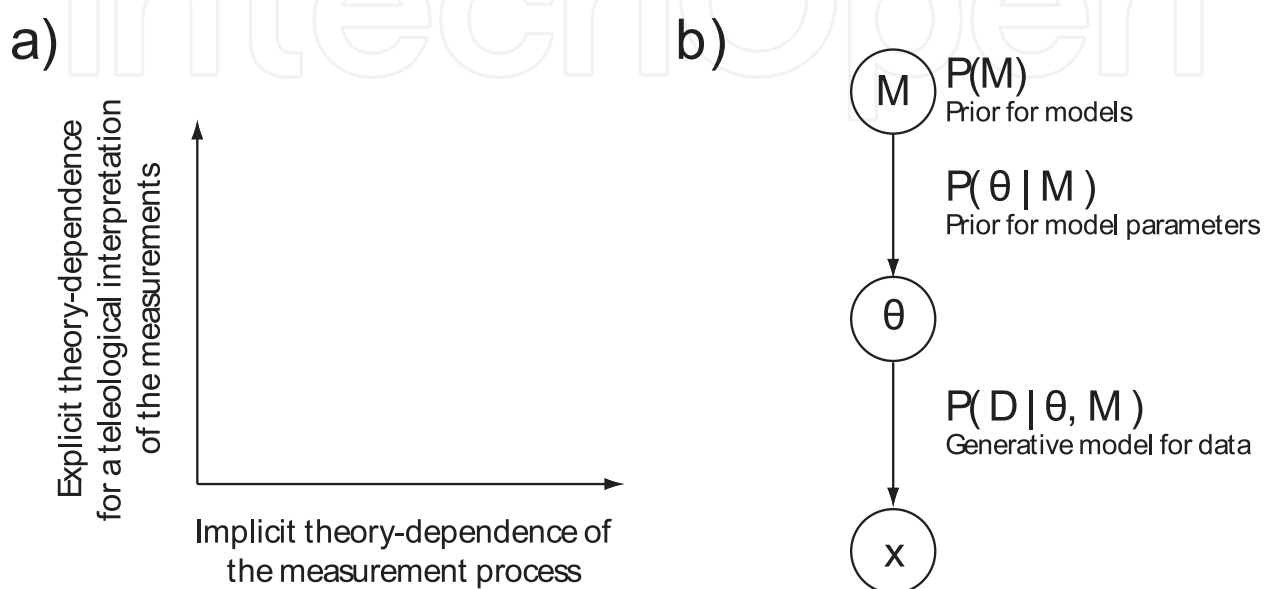 IntechOpen
a)
Explicit theory-dependence
for a teleological interpretation
of the measurements
Implicit theory-dependence of
the measurement process
b)
M
P(M)
Prior for models
P( θ | M )
Prior for model parameters
θ
P( D | θ, M )
Generative model for data
x